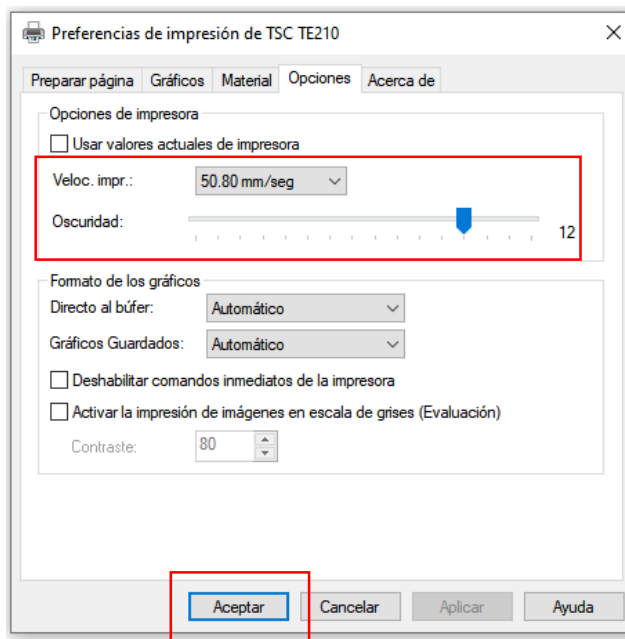 Preferencias de impresión de TSC TE210
Preparar página Gráficos Material Opciones Acerca de
Opciones de impresora
Usar valores actuales de impresora
Veloc. impr.: 50.80 mm/seg
Oscuridad: 12
Formato de los gráficos
Directo al búfer: Automático
Gráficos Guardados: Automático
Deshabilitar comandos inmediatos de la impresora
Activar la impresión de imágenes en escala de grises (Evaluación)
Contraste: 80
Aceptar Cancelar Aplicar Ayuda